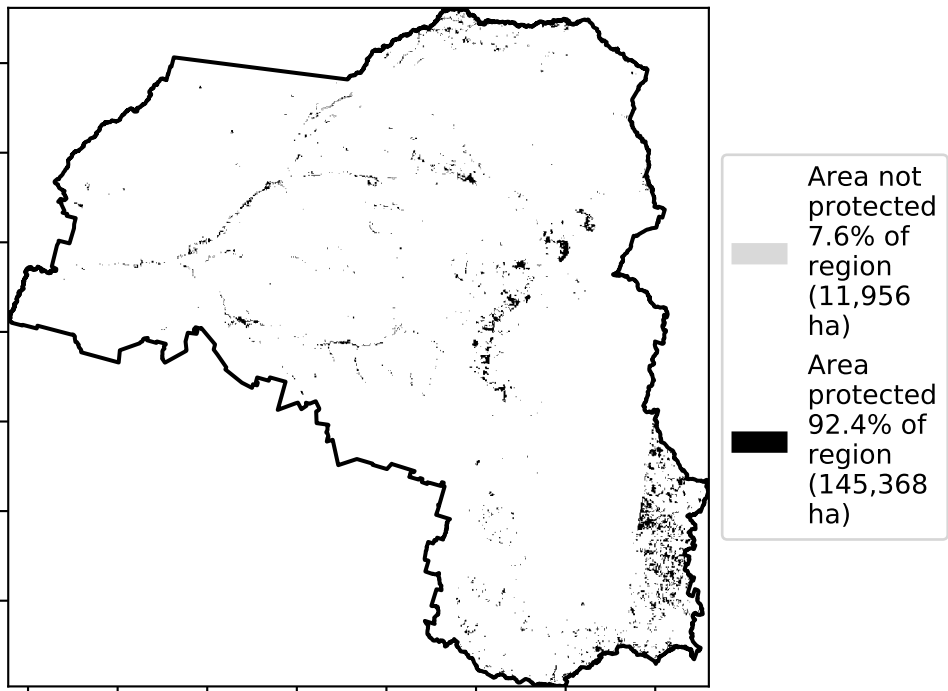 Area not
protected
7.6% of
region
(11,956
ha)
Area
protected
92.4% of
region
(145,368
ha)